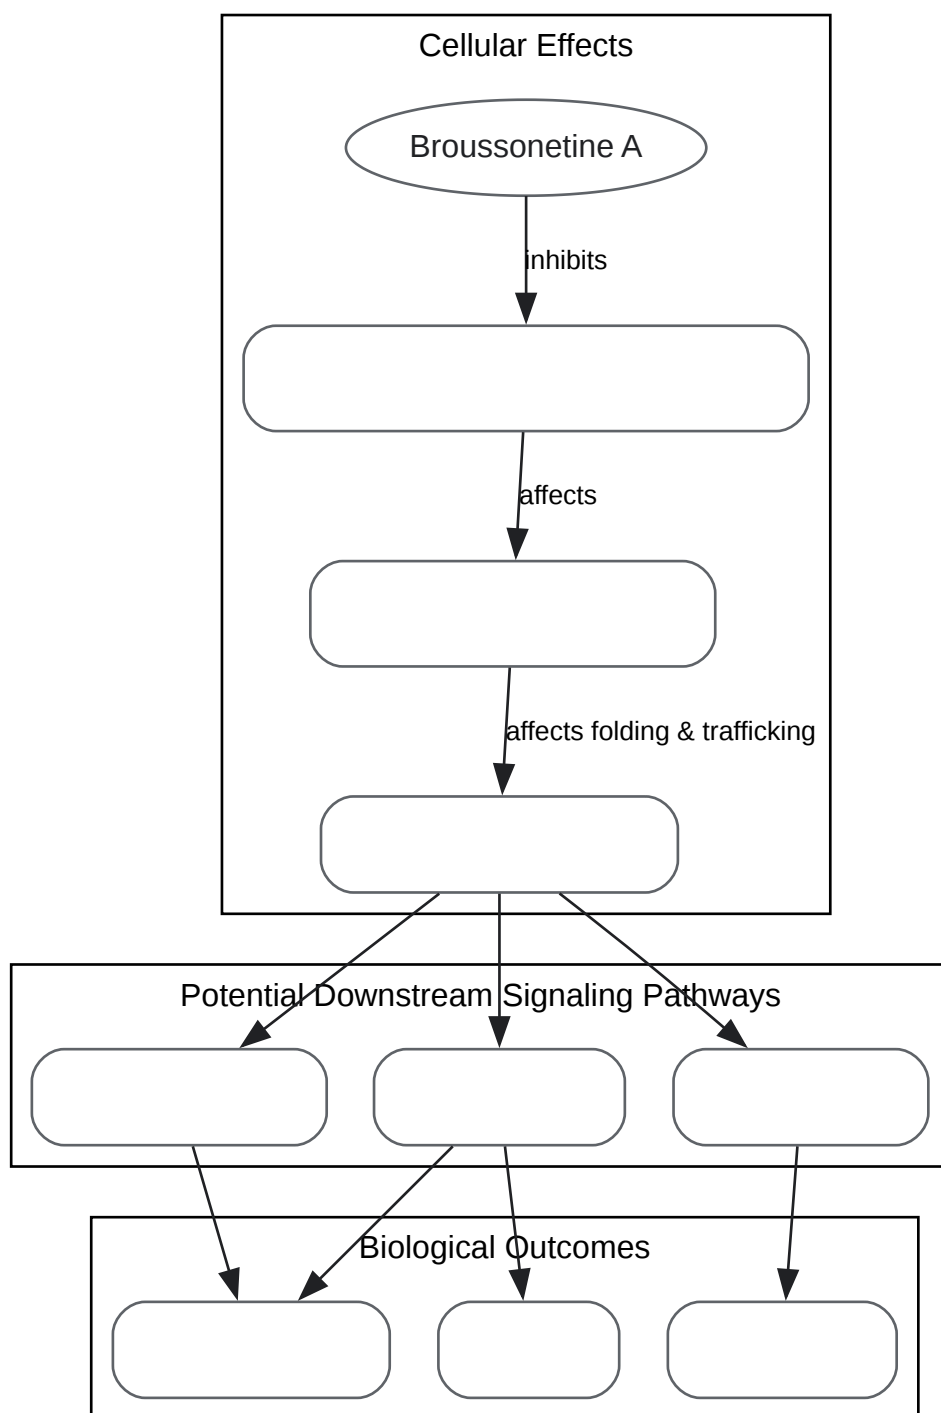 Cellular Effects
Broussonetine A
inhibits
affects
affects folding & trafficking
Potential Downstream Signaling Pathways
Biological Outcomes